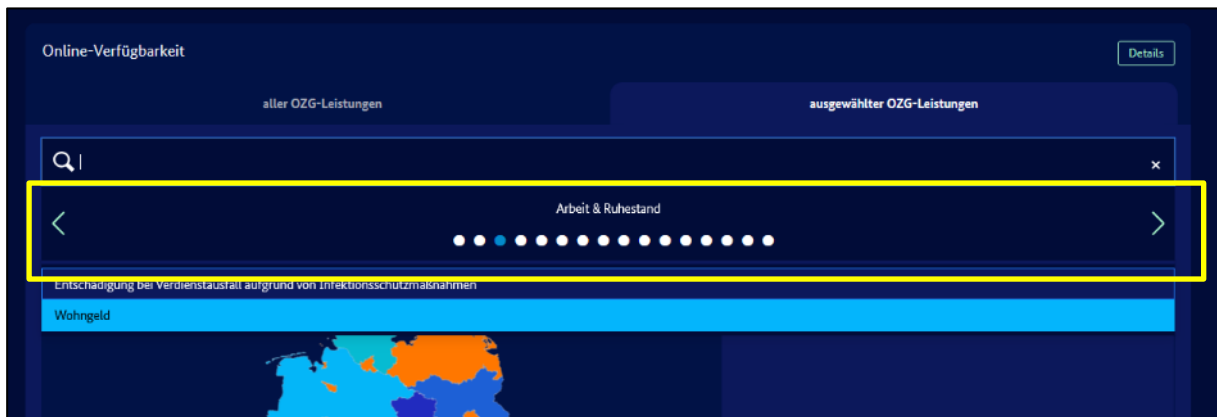 Online-Verfügbarkeit
Details
aller OZG-Leistungen
ausgewählter OZG-Leistungen
Arbeit & Ruhestand
Entschädigung bei Verdienstausfall aufgrund von Infektionsschutzmaßnahmen
Wohngeld